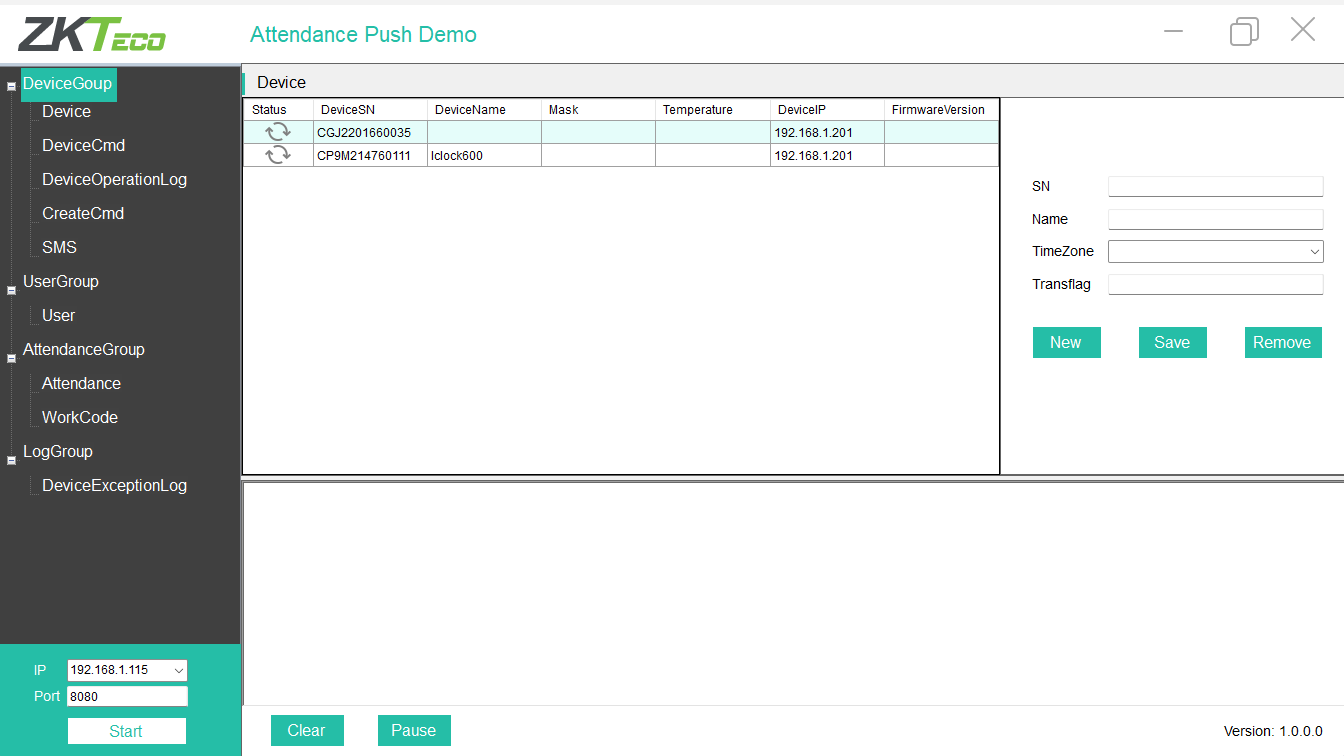 ZKTECO
Attendance Push Demo
DeviceGoup
Device
DeviceCmd
DeviceOperationLog
CreateCmd
SMS
UserGroup
User
AttendanceGroup
Attendance
WorkCode
LogGroup
DeviceExceptionLog
IP 192.168.1.115
Port 8080
Start
Device
Status DeviceSN DeviceName Mask Temperature DeviceIP FirmwareVersion
CGJ2201660035 192.168.1.201
CP9M214760111 Iclock600 192.168.1.201
SN
Name
TimeZone
Transflag
New Save Remove
Clear Pause Version: 1.0.0.0